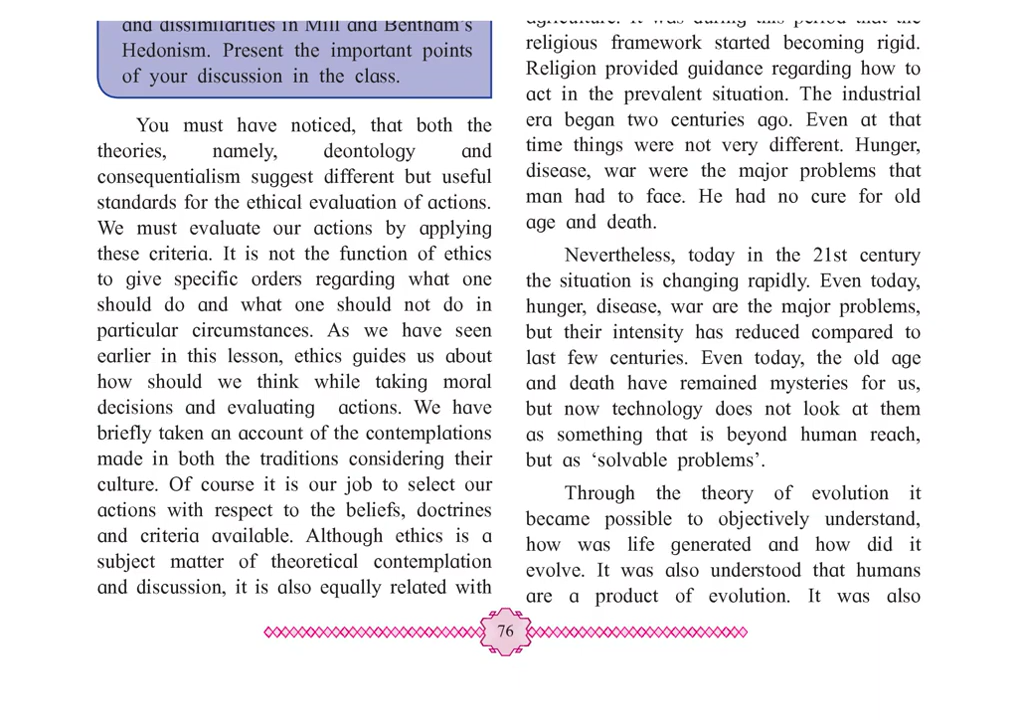 and dissimilarities in Mill and Bentham's
Hedonism. Present the important points
of your discussion in the class.
You must have noticed, that both the
theories, namely, deontology and
consequentialism suggest different but useful
standards for the ethical evaluation of actions.
We must evaluate our actions by applying
these criteria. It is not the function of ethics
to give specific orders regarding what one
should do and what one should not do in
particular circumstances. As we have seen
earlier in this lesson, ethics guides us about
how should we think while taking moral
decisions and evaluating actions. We have
briefly taken an account of the contemplations
made in both the traditions considering their
culture. Of course it is our job to select our
actions with respect to the beliefs, doctrines
and criteria available. Although ethics is a
subject matter of theoretical contemplation
and discussion, it is also equally related with
agriculture. It was during this period that the
religious framework started becoming rigid.
Religion provided guidance regarding how to
act in the prevalent situation. The industrial
era began two centuries ago. Even at that
time things were not very different. Hunger,
disease, war were the major problems that
man had to face. He had no cure for old
age and death.
Nevertheless, today in the 21st century
the situation is changing rapidly. Even today,
hunger, disease, war are the major problems,
but their intensity has reduced compared to
last few centuries. Even today, the old age
and death have remained mysteries for us,
but now technology does not look at them
as something that is beyond human reach,
but as ‘solvable problems’.
Through the theory of evolution it
became possible to objectively understand,
how was life generated and how did it
evolve. It was also understood that humans
are a product of evolution. It was also
76